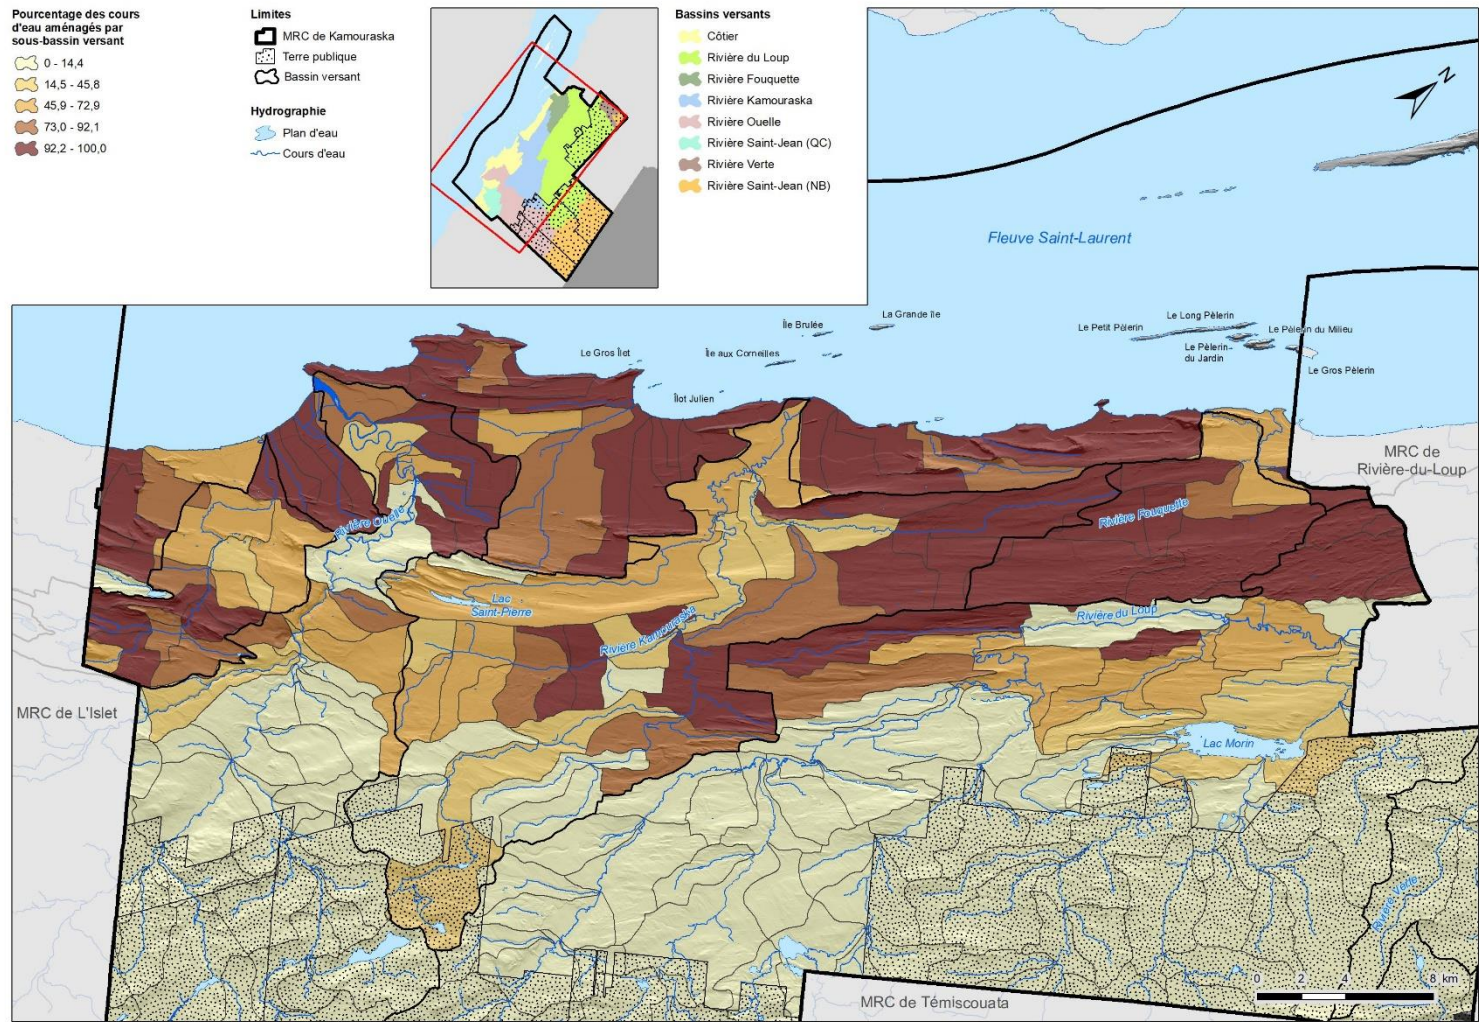 Pourcentage des cours
d'eau aménagés par
sous-bassin versant
0 - 14,4
14,5 - 45,8
45,9 - 72,9
73,0 - 92,1
92,2 - 100,0
Limites
MRC de Kamouraska
Terre publique
Bassin versant
Hydrographie
Plan d'eau
Cours d'eau
Bassins versants
Côtier
Rivière du Loup
Rivière Fouquette
Rivière Kamouraska
Rivière Ouelle
Rivière Saint-Jean (QC)
Rivière Verte
Rivière Saint-Jean (NB)
N
Fleuve Saint-Laurent
La Grande île
Île Brulée
Le Long Pèlerin
Le Petit Pèlerin
Le Pèlerin du Milieu
Le Pèlerin
du Jardin
Le Gros Pèlerin
Le Gros Îlet
Île aux Corneilles
Îlot Julien
MRC de
Rivière-du-Loup
Rivière Ouelle
Rivière Fouquette
Lac
Saint-Pierre
Rivière Kamouraska
Rivière du Loup
MRC de L'Islet
Lac Morin
Rivière Verte
0 2 4 8 km
MRC de Témiscouata